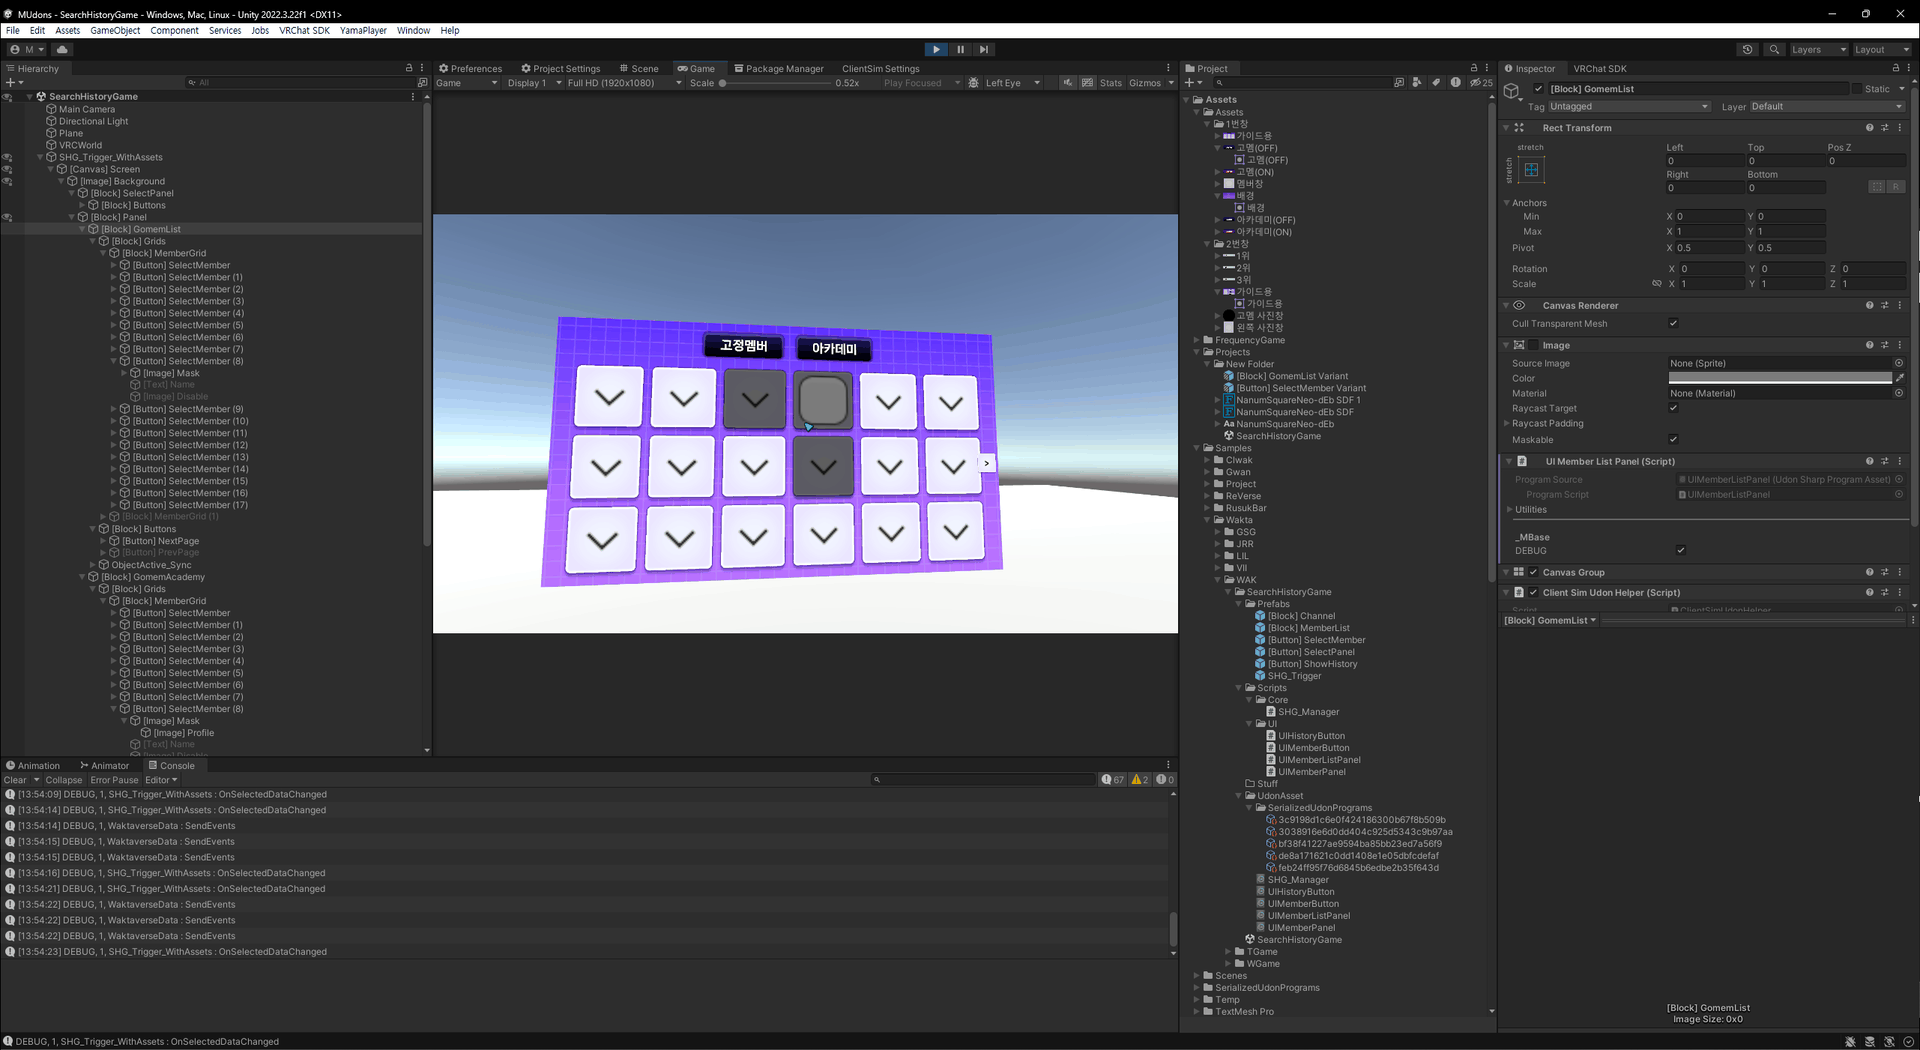 MUdons - SearchHistoryGame - Windows, Mac, Linux - Unity 2022.3.22f1 <DX11>
File Edit Assets GameObject Component Services Jobs VRChat SDK YamaPlayer Window Help
M
Layers Layout
Hierarchy
All
SearchHistoryGame
Main Camera
Directional Light
Plane
VRCWorld
SHG_Trigger_WithAssets
[Canvas] Screen
[Image] Background
[Block] SelectPanel
[Block] Buttons
[Block] Panel
[Block] GomemList
[Block] Grids
[Block] MemberGrid
[Button] SelectMember
[Button] SelectMember (1)
[Button] SelectMember (2)
[Button] SelectMember (3)
[Button] SelectMember (4)
[Button] SelectMember (5)
[Button] SelectMember (6)
[Button] SelectMember (7)
[Button] SelectMember (8)
[Image] Mask
[Text] Name
[Image] Disable
[Button] SelectMember (9)
[Button] SelectMember (10)
[Button] SelectMember (11)
[Button] SelectMember (12)
[Button] SelectMember (13)
[Button] SelectMember (14)
[Button] SelectMember (15)
[Button] SelectMember (16)
[Button] SelectMember (17)
[Block] MemberGrid (1)
[Block] Buttons
[Button] NextPage
[Button] PrevPage
ObjectActive_Sync
[Block] GomemAcademy
[Block] Grids
[Block] MemberGrid
[Button] SelectMember
[Button] SelectMember (1)
[Button] SelectMember (2)
[Button] SelectMember (3)
[Button] SelectMember (4)
[Button] SelectMember (5)
[Button] SelectMember (6)
[Button] SelectMember (7)
[Button] SelectMember (8)
[Image] Mask
[Image] Profile
[Text] Name
Preferences Project Settings Scene Game Package Manager ClientSim Settings
Game Display 1 Full HD (1920x1080) Scale 0.52x Play Focused Left Eye Stats Gizmos
고정멤버 아카데미
>
Animation Animator Console
Clear Collapse Error Pause Editor
67 2 0
[13:54:09] DEBUG, 1, SHG_Trigger_WithAssets : OnSelectedDataChanged
[13:54:14] DEBUG, 1, SHG_Trigger_WithAssets : OnSelectedDataChanged
[13:54:14] DEBUG, 1, WaktaverseData : SendEvents
[13:54:15] DEBUG, 1, WaktaverseData : SendEvents
[13:54:15] DEBUG, 1, WaktaverseData : SendEvents
[13:54:16] DEBUG, 1, SHG_Trigger_WithAssets : OnSelectedDataChanged
[13:54:21] DEBUG, 1, SHG_Trigger_WithAssets : OnSelectedDataChanged
[13:54:22] DEBUG, 1, WaktaverseData : SendEvents
[13:54:22] DEBUG, 1, WaktaverseData : SendEvents
[13:54:22] DEBUG, 1, WaktaverseData : SendEvents
[13:54:23] DEBUG, 1, SHG_Trigger_WithAssets : OnSelectedDataChanged
DEBUG, 1, SHG_Trigger_WithAssets : OnSelectedDataChanged
Project
25
Assets
Assets
1번창
가이드용
고멤(OFF)
고멤(OFF)
고멤(ON)
멤버창
배경
배경
아카데미(OFF)
아카데미(ON)
2번창
1위
2위
3위
가이드용
가이드용
고멤 사진창
왼쪽 사진창
FrequencyGame
Projects
New Folder
[Block] GomemList Variant
[Button] SelectMember Variant
NanumSquareNeo-dEb SDF 1
NanumSquareNeo-dEb SDF
Aa NanumSquareNeo-dEb
SearchHistoryGame
Samples
Clwak
Gwan
Project
ReVerse
RusukBar
Wakta
GSG
JRR
LIL
VII
WAK
SearchHistoryGame
Prefabs
[Block] Channel
[Block] MemberList
[Button] SelectMember
[Button] SelectPanel
[Button] ShowHistory
SHG_Trigger
Scripts
Core
SHG_Manager
UI
UIHistoryButton
UIMemberButton
UIMemberListPanel
UIMemberPanel
Stuff
UdonAsset
SerializedUdonPrograms
3c9198d1c6e0f424186300b67f8b509b
3038916e6d0dd404c925d5343c9b97aa
bf38f41227ae9594ba85bb23ed7a56f9
de8a171621c0dd1408e1e05dbfcdefaf
feb24ff95f76d6845b6edbe2b35f643d
SHG_Manager
UIHistoryButton
UIMemberButton
UIMemberListPanel
UIMemberPanel
SearchHistoryGame
TGame
WGame
Scenes
SerializedUdonPrograms
Temp
TextMesh Pro
Inspector VRChat SDK
[Block] GomemList Static
Tag Untagged Layer Default
Rect Transform
stretch Left Top Pos Z
stretch 0 0 0
Right Bottom
0 0 R
Anchors
Min X 0 Y 0
Max X 1 Y 1
Pivot X 0.5 Y 0.5
Rotation X 0 Y 0 Z 0
Scale X 1 Y 1 Z 1
Canvas Renderer
Cull Transparent Mesh
Image
Source Image None (Sprite)
Color
Material None (Material)
Raycast Target
Raycast Padding
Maskable
UI Member List Panel (Script)
Program Source UIMemberListPanel (Udon Sharp Program Asset)
Program Script UIMemberListPanel
Utilities
_MBase
DEBUG
Canvas Group
Client Sim Udon Helper (Script)
Script ClientSimUdonHelper
[Block] GomemList
[Block] GomemList
Image Size: 0x0